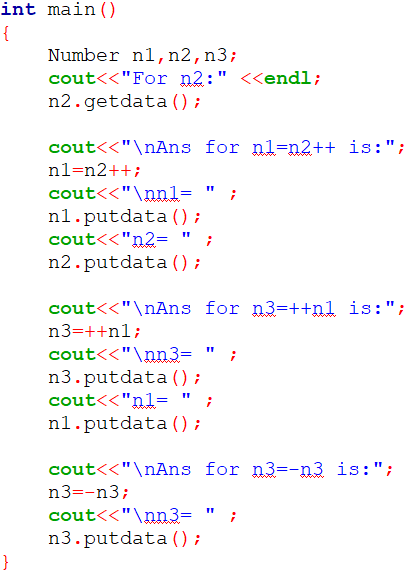 int main()
{
Number n1,n2,n3;
cout<<"For n2:" <<endl;
n2.getdata();
cout<<"\nAns for n1=n2++ is:";
n1=n2++;
cout<<"\nn1= " ;
n1.putdata();
cout<<"n2= " ;
n2.putdata();
cout<<"\nAns for n3=++n1 is:";
n3=++n1;
cout<<"\nn3= " ;
n3.putdata();
cout<<"n1= " ;
n1.putdata();
cout<<"\nAns for n3=-n3 is:";
n3=-n3;
cout<<"\nn3= " ;
n3.putdata();
}